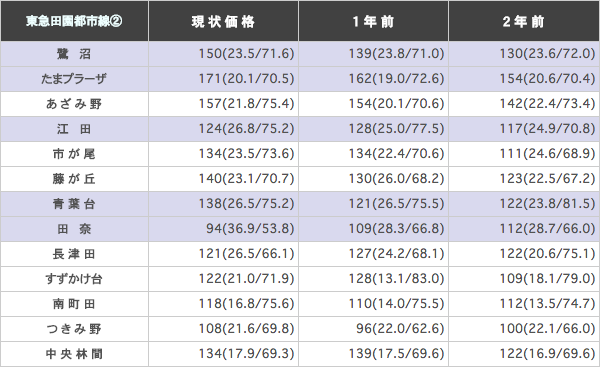 東急田園都市線② 現状価格 1年前 2年前
鷺沼 150(23.5/71.6) 139(23.8/71.0) 130(23.6/72.0)
たまプラーザ 171(20.1/70.5) 162(19.0/72.6) 154(20.6/70.4)
あざみ野 157(21.8/75.4) 154(20.1/70.6) 142(22.4/73.4)
江田 124(26.8/75.2) 128(25.0/77.5) 117(24.9/70.8)
市が尾 134(23.5/73.6) 134(22.4/70.6) 111(24.6/68.9)
藤が丘 140(23.1/70.7) 130(26.0/68.2) 123(22.5/67.2)
青葉台 138(26.5/75.2) 121(26.5/75.5) 122(23.8/81.5)
田奈 94(36.9/53.8) 109(28.3/66.8) 112(28.7/66.0)
長津田 121(26.5/66.1) 127(24.2/68.1) 122(20.6/75.1)
すずかけ台 122(21.0/71.9) 128(13.1/83.0) 109(18.1/79.0)
南町田 118(16.8/75.6) 110(14.0/75.5) 112(13.5/74.7)
つきみ野 108(21.6/69.8) 96(22.0/62.6) 100(22.1/66.0)
中央林間 134(17.9/69.3) 139(17.5/69.6) 122(16.9/69.6)